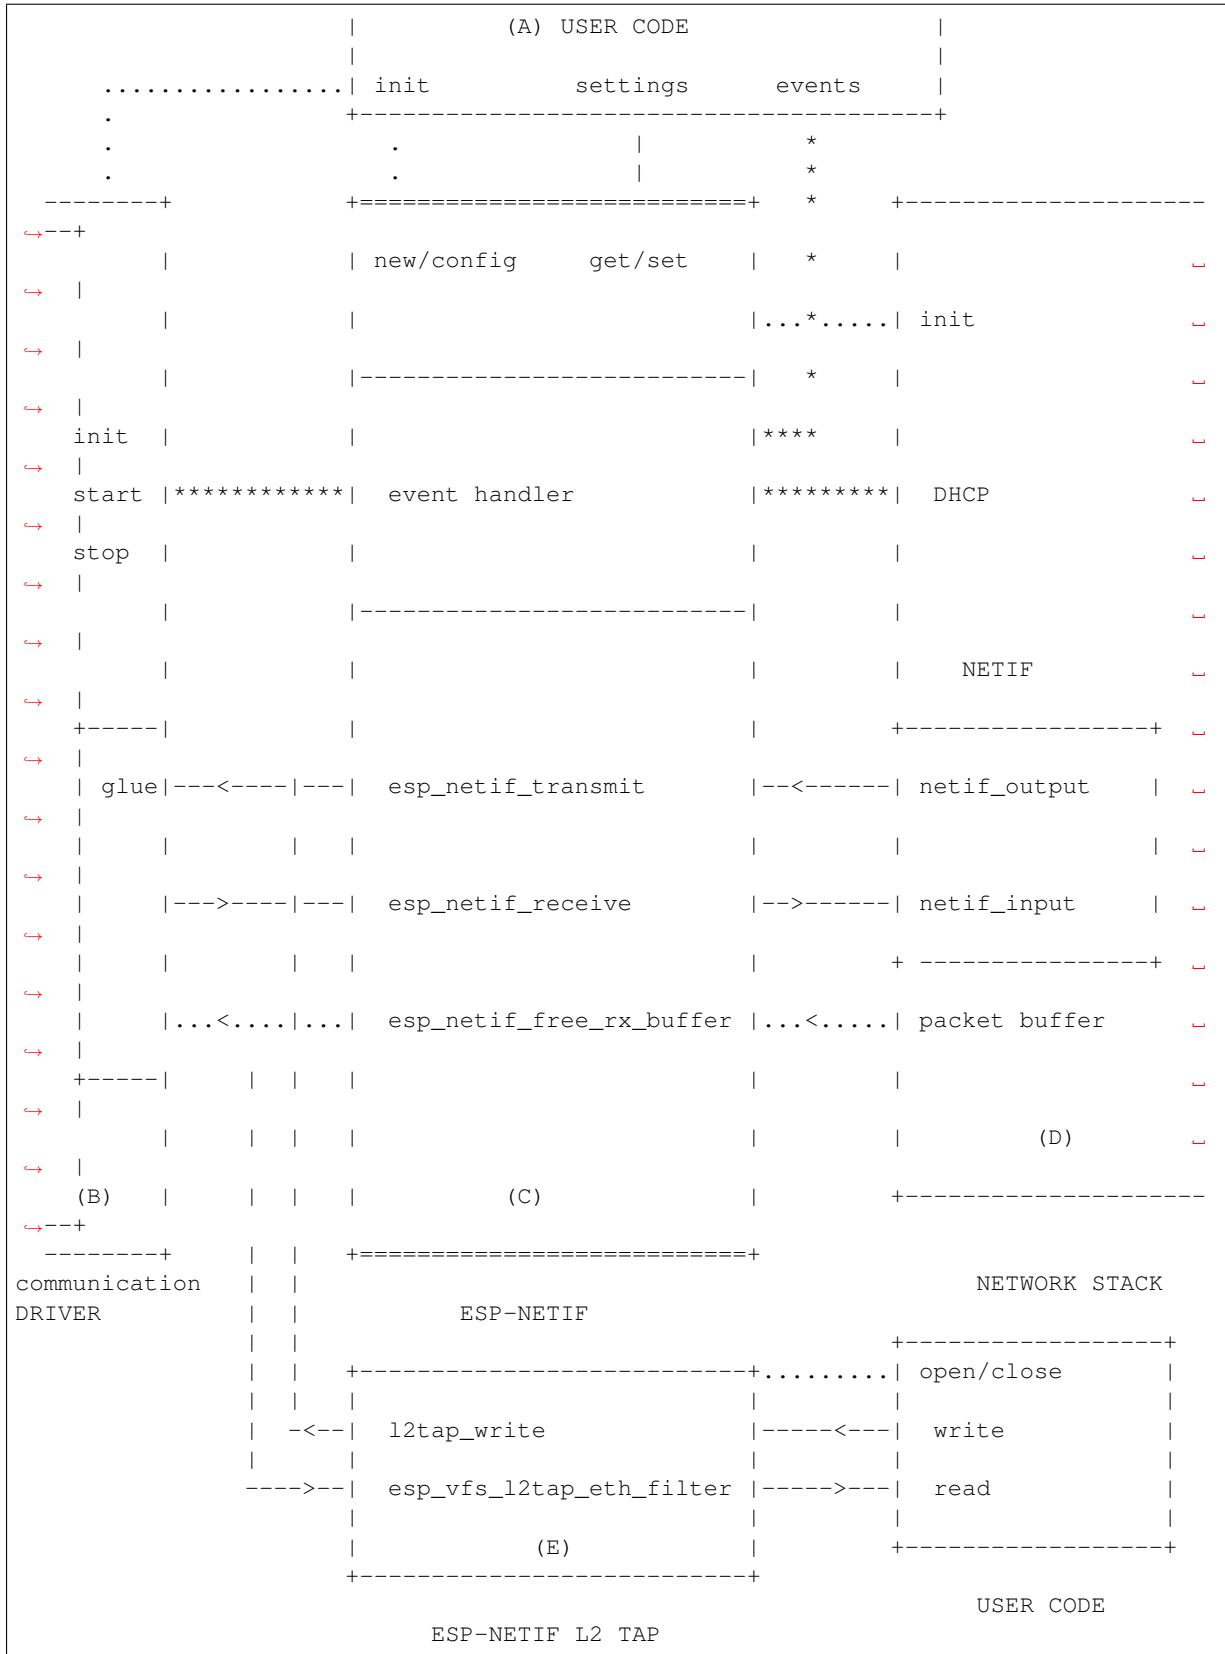 |          (A) USER CODE                 |
                        |                                        |
       .................| init          settings      events     |
       .                +----------------------------------------+
       .                   .                |           *
       .                   .                |           *
   --------+            +===========================+   *     +---------------------
↪--+
           |            | new/config     get/set    |   *     |                    ␣
↪  |
           |            |                           |...*.....| init               ␣
↪  |
           |            |---------------------------|   *     |                    ␣
↪  |
     init  |            |                           |****     |                    ␣
↪  |
     start |************|  event handler            |*********|  DHCP              ␣
↪  |
     stop  |            |                           |         |                    ␣
↪  |
           |            |---------------------------|         |                    ␣
↪  |
           |            |                           |         |    NETIF           ␣
↪  |
     +-----|            |                           |         +-----------------+  ␣
↪  |
     | glue|---<----|---|  esp_netif_transmit       |--<------| netif_output    |  ␣
↪  |
     |     |        |   |                           |         |                 |  ␣
↪  |
     |     |--->----|---|  esp_netif_receive        |-->------| netif_input     |  ␣
↪  |
     |     |        |   |                           |         + ----------------+  ␣
↪  |
     |     |...<....|...|  esp_netif_free_rx_buffer |...<.....| packet buffer      ␣
↪  |
     +-----|     |  |   |                           |         |                    ␣
↪  |
           |     |  |   |                           |         |         (D)        ␣
↪  |
     (B)   |     |  |   |          (C)              |         +---------------------
↪--+
   --------+     |  |   +===========================+
communication    |  |                                               NETWORK STACK
DRIVER           |  |           ESP-NETIF
                 |  |                                         +------------------+
                 |  |   +---------------------------+.........| open/close       |
                 |  |   |                           |         |                  |
                 |  -<--|  l2tap_write              |-----<---|  write           |
                 |      |                           |         |                  |
                 ---->--|  esp_vfs_l2tap_eth_filter |----->---|  read            |
                        |                           |         |                  |
                        |            (E)            |         +------------------+
                        +---------------------------+
                                                                    USER CODE
                              ESP-NETIF L2 TAP